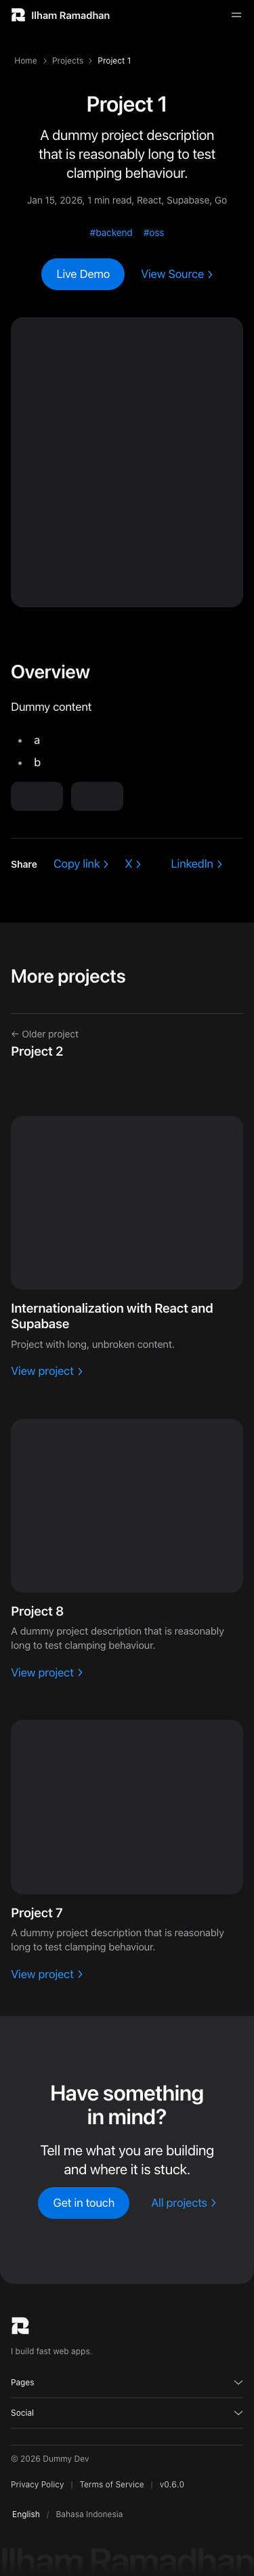 Ilham Ramadhan
Home > Projects > Project 1
Project 1
A dummy project description
that is reasonably long to test
clamping behaviour.
Jan 15, 2026, 1 min read, React, Supabase, Go
#backend #oss
Live Demo View Source >
Overview
Dummy content
• a
• b
Share Copy link > X > LinkedIn >
More projects
← Older project
Project 2
Internationalization with React and
Supabase
Project with long, unbroken content.
View project >
Project 8
A dummy project description that is reasonably
long to test clamping behaviour.
View project >
Project 7
A dummy project description that is reasonably
long to test clamping behaviour.
View project >
Have something
in mind?
Tell me what you are building
and where it is stuck.
Get in touch All projects >
I build fast web apps.
Pages
Social
© 2026 Dummy Dev
Privacy Policy | Terms of Service | v0.6.0
English / Bahasa Indonesia
Ilham Ramadhan